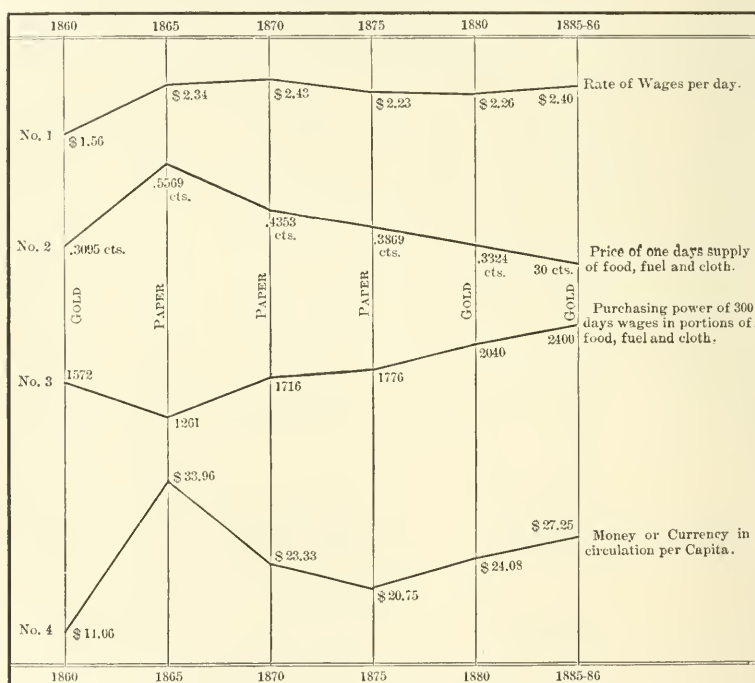 1860 1865 1870 1875 1880 1885-86
Rate of Wages per day.
$ 2.34 $ 2.43 $ 2.23 $ 2.26 $ 2.40
No. 1
$ 1.56
.5569
cts.
.4353
cts.
.3869
cts.
No. 2
.3095 cts.
.3324
cts.
30 cts.
Price of one days supply
of food, fuel and cloth.
GOLD PAPER PAPER PAPER GOLD GOLD
Purchasing power of 300
days wages in portions of
food, fuel and cloth.
2040 2400
1572
No. 3
1716 1776
1261
$ 33.96
$ 27.25
Money or Currency in
circulation per Capita.
$ 23.33
$ 24.08
$ 20.75
No. 4
$ 11.06
1860 1865 1870 1875 1880 1885-86